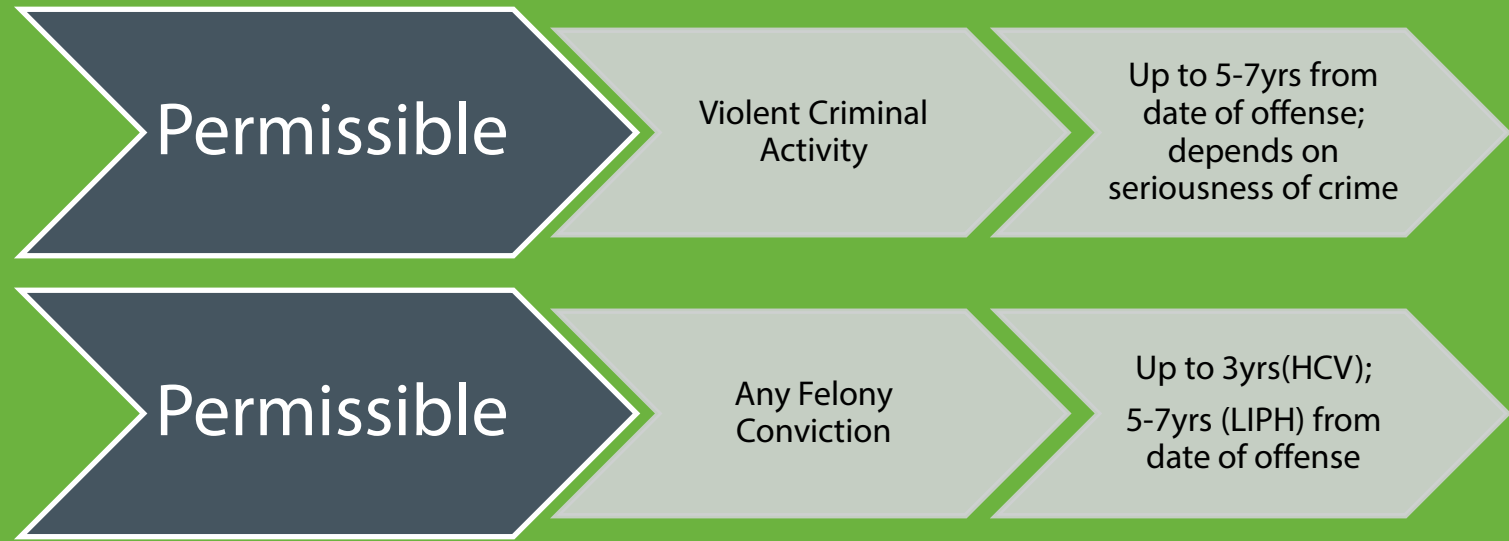 Permissible
Violent Criminal
Activity
Up to 5-7yrs from
date of offense;
depends on
seriousness of crime
Permissible
Any Felony
Conviction
Up to 3yrs(HCV);
5-7yrs (LIPH) from
date of offense